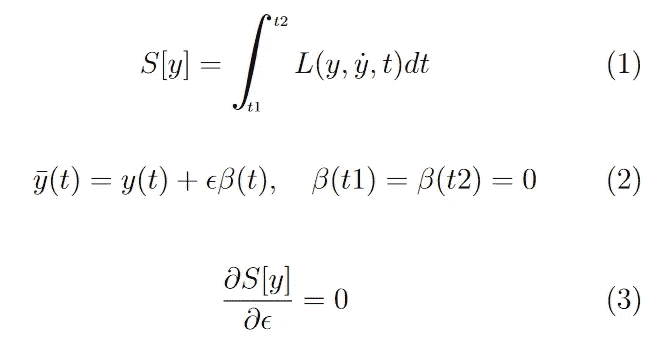 S[y] = ∫_{t1}^{t2} L(y, ẏ, t)dt (1)
ȳ(t) = y(t) + ϵβ(t), β(t1) = β(t2) = 0 (2)
∂S[y]/∂ϵ = 0 (3)